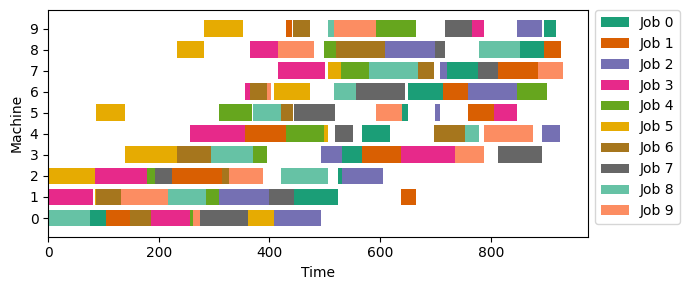 Machine
9
8
7
6
5
4
3
2
1
0
0 200 400 600 800
Time
Job 0
Job 1
Job 2
Job 3
Job 4
Job 5
Job 6
Job 7
Job 8
Job 9